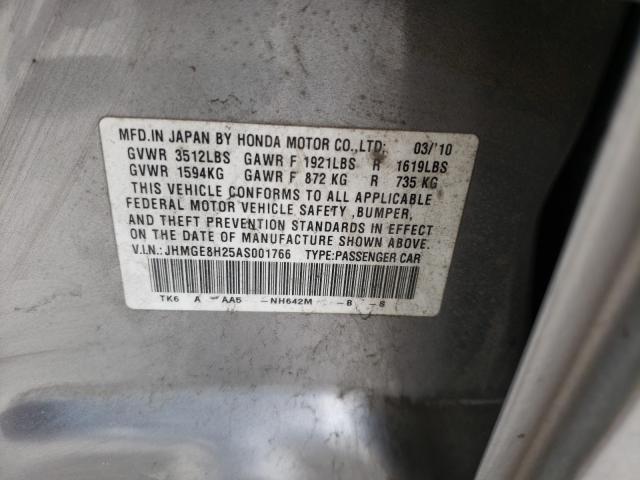 MFD.IN JAPAN BY HONDA MOTOR CO.,LTD: 03/'10
GVWR 3512LBS GAWR F 1921LBS R 1619LBS
GVWR 1594KG GAWR F 872 KG R 735 KG
THIS VEHICLE CONFORMS TO ALL APPLICABLE
FEDERAL MOTOR VEHICLE SAFETY ,BUMPER,
AND THEFT PREVENTION STANDARDS IN EFFECT
ON THE DATE OF MANUFACTURE SHOWN ABOVE.
V.I.N.:JHMGE8H25AS001766 TYPE:PASSENGER CAR
TK6 A AA5 -NH642M -B -S